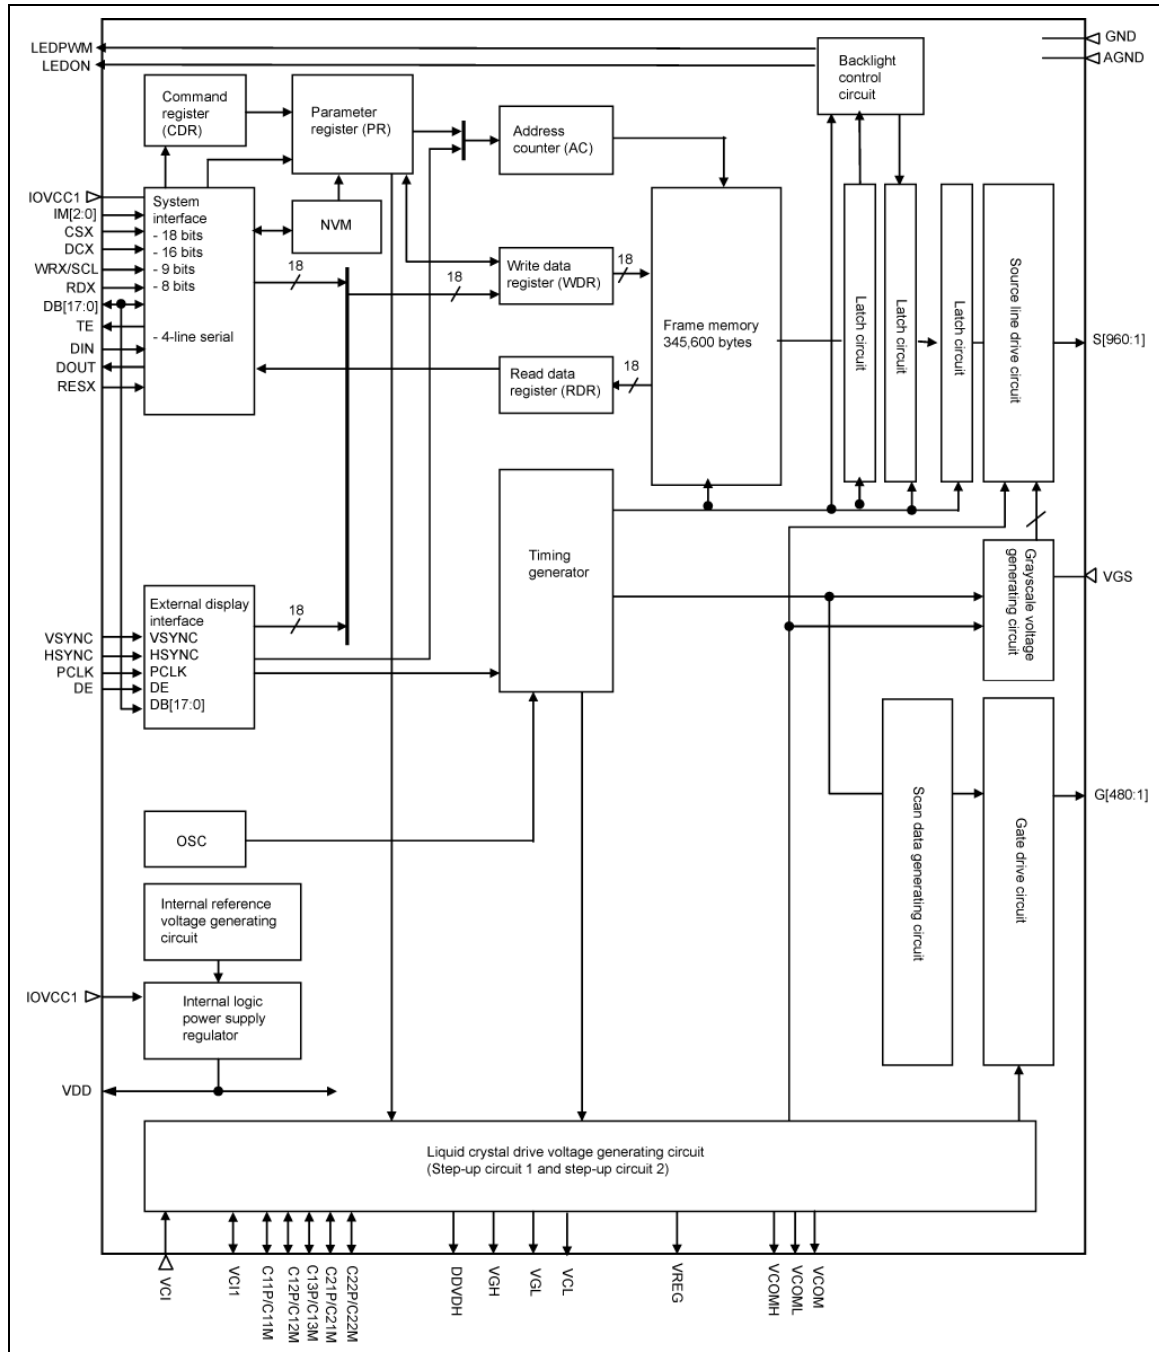 LEDPWM
LEDON
Backlight
control
circuit
GND
AGND
Command
register
(CDR)
Parameter
register (PR)
Address
counter (AC)
IOVCC1
IM[2:0]
CSX
DCX
WRX/SCL
RDX
DB[17:0]
TE
DIN
DOUT
RESX
System
interface
- 18 bits
- 16 bits
- 9 bits
- 8 bits
- 4-line serial
NVM
18
18
Write data
register (WDR)
18
Read data
register (RDR)
18
Frame memory
345,600 bytes
Latch circuit
Latch circuit
Latch circuit
Source line drive circuit
S[960:1]
Timing
generator
Grayscale voltage
generating circuit
VGS
VSYNC
HSYNC
PCLK
DE
External display
interface
VSYNC
HSYNC
PCLK
DE
DB[17:0]
18
Scan data generating circuit
Gate drive circuit
G[480:1]
OSC
Internal reference
voltage generating
circuit
IOVCC1
Internal logic
power supply
regulator
VDD
Liquid crystal drive voltage generating circuit
(Step-up circuit 1 and step-up circuit 2)
VCI
VCI1
C11P/C11M
C12P/C12M
C13P/C13M
C21P/C21M
C22P/C22M
DDVDH
VGH
VGL
VCL
VREG
VCOMH
VCOML
VCOM